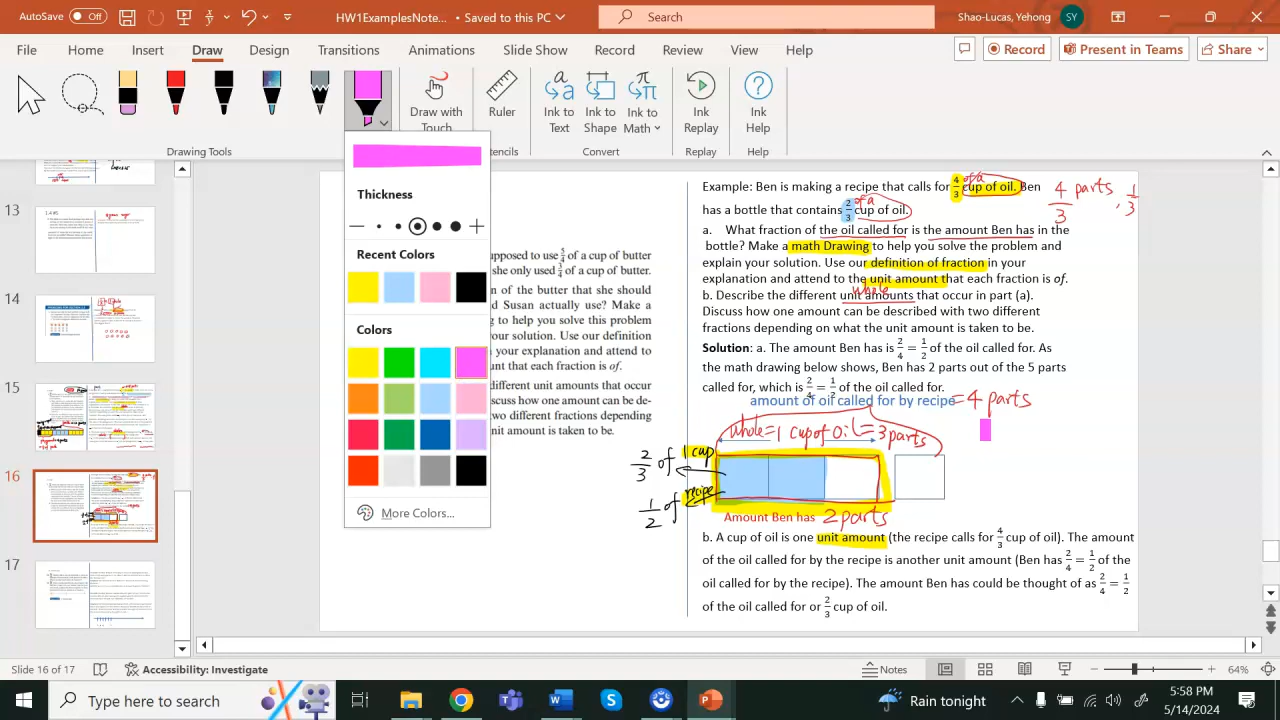 AutoSave Off HW1ExamplesNote... • Saved to this PC Search Shao-Lucas, Yehong SY
File Home Insert Draw Design Transitions Animations Slide Show Record Review View Help Record Present in Teams Share
Draw with Touch Ruler Ink to Text Ink to Shape Ink to Math Ink Replay Ink Help
Drawing Tools Stencils Convert Replay Help
Thickness
Recent Colors
Colors
More Colors...
13
14
15
16
17
upposed to use 5/4 of a cup of butter
she only used 3/4 of a cup of butter.
n of the butter that she should
d Susan actually use? Make a
g to help you solve this problem
your solution. Use our definition
your explanation and attend to
unt that each fraction is of.
ifferent unit amounts that occur
scuss how one amount can be de-
two different fractions depending
nit amount is taken to be.
of a
Example: Ben is making a recipe that calls for 4/3 cup of oil. Ben
of a
has a bottle that contains 2/3 cup of oil.
4 parts, 1/3
3
a. What fraction of the oil called for is the amount Ben has in the
bottle? Make a math Drawing to help you solve the problem and
explain your solution. Use our definition of fraction in your
explanation and attend to the unit amount that each fraction is of.
whole
b. Describe the different unit amounts that occur in part (a).
Discuss how one amount can be described with two different
fractions depending on what the unit amount is taken to be.
Solution: a. The amount Ben has is 2/4 = 1/2 of the oil called for. As
the math drawing below shows, Ben has 2 parts out of the 5 parts
called for, which is 2/4 = 1/2 of the oil called for.
amount of oil called for by recipe = 4 parts
whole=1 cup of oil = 3 parts
2/3 of 1 cup
1/2 of recipe
Amount Ben has 2 parts
b. A cup of oil is one unit amount (the recipe calls for 4/3 cup of oil). The amount
of the oil called for by the recipe is another unit amount (Ben has 2/4 = 1/2 of the
oil called for by the recipe). The amount Ben has could be thought of as 2/4 = 1/2
of the oil called for or 2/3 cup of oil.
Slide 16 of 17 Accessibility: Investigate Notes 64%
Type here to search Rain tonight 5:58 PM
5/14/2024